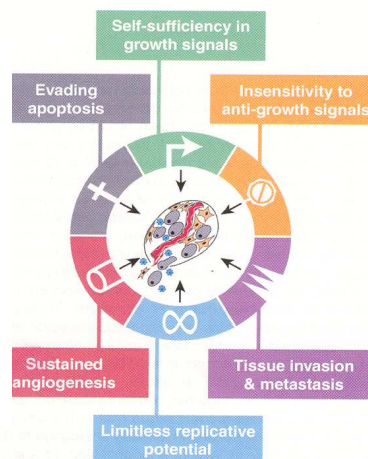 Self-sufficiency in
growth signals
Evading
apoptosis
Insensitivity to
anti-growth signals
Sustained
angiogenesis
Tissue invasion
& metastasis
Limitless replicative
potential